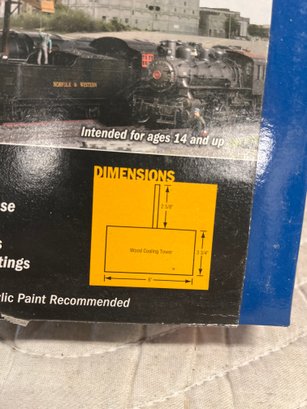 NORFOLK & WESTERN
Intended for ages 14 and up
DIMENSIONS
2 5/8"
Wood Coaling Tower
3 3/4"
6"
se
s
tings
lic Paint Recommended